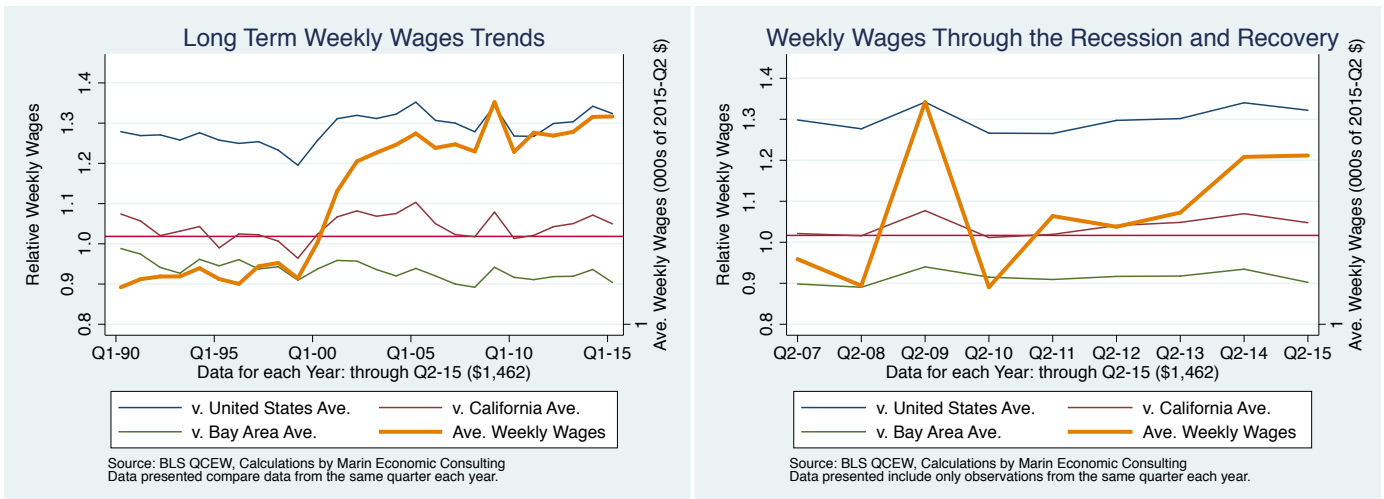 Long Term Weekly Wages Trends
Relative Weekly Wages
1.4
1.3
1.2
1.1
1.0
0.9
0.8
1
Ave. Weekly Wages (000s of 2015-Q2 $)
Q1-90 Q1-95 Q1-00 Q1-05 Q1-10 Q1-15
Data for each Year: through Q2-15 ($1,462)
v. United States Ave. v. California Ave.
v. Bay Area Ave. Ave. Weekly Wages
Source: BLS QCEW, Calculations by Marin Economic Consulting
Data presented compare data from the same quarter each year.
Weekly Wages Through the Recession and Recovery
Relative Weekly Wages
1.4
1.3
1.2
1.1
1.0
0.9
0.8
1
Ave. Weekly Wages (000s of 2015-Q2 $)
Q2-07 Q2-08 Q2-09 Q2-10 Q2-11 Q2-12 Q2-13 Q2-14 Q2-15
Data for each Year: through Q2-15 ($1,462)
v. United States Ave. v. California Ave.
v. Bay Area Ave. Ave. Weekly Wages
Source: BLS QCEW, Calculations by Marin Economic Consulting
Data presented include only observations from the same quarter each year.